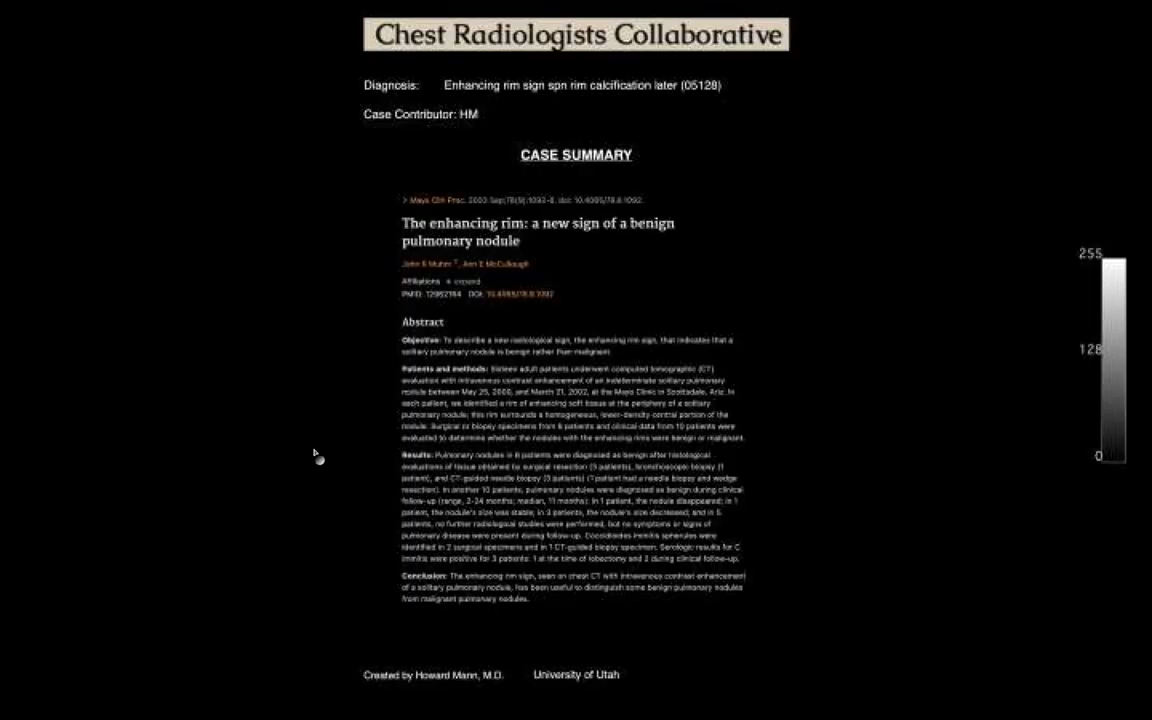 Chest Radiologists Collaborative
Diagnosis: Enhancing rim sign spn rim calcification later (05128)
Case Contributor: HM
CASE SUMMARY
> Mayo Clin Proc. 2003 Sep;78(9):1092-8. doi: 10.4065/78.9.1092.
The enhancing rim: a new sign of a benign
pulmonary nodule
John R Muhm, Ann E McCullough
Affiliations + expand
PMID: 12962164 DOI: 10.4065/78.9.1092
Abstract
Objective: To describe a new radiological sign, the enhancing rim sign, that indicates that a
solitary pulmonary nodule is benign rather than malignant.
Patients and methods: Sixteen adult patients underwent computed tomographic (CT)
evaluation with intravenous contrast enhancement of an indeterminate solitary pulmonary
nodule between May 25, 2000, and March 21, 2002, at the Mayo Clinic in Scottsdale, Ariz. In
each patient, we identified a rim of enhancing soft tissue at the periphery of a solitary
pulmonary nodule; this rim surrounds a homogeneous, lower-density central portion of the
nodule. Surgical or biopsy specimens from 6 patients and clinical data from 10 patients were
evaluated to determine whether the nodules with the enhancing rims were benign or malignant.
Results: Pulmonary nodules in 6 patients were diagnosed as benign after histological
evaluations of tissue obtained by surgical resection (3 patients), bronchoscopic biopsy (1
patient), and CT-guided needle biopsy (3 patients) (1 patient had a needle biopsy and wedge
resection). In another 10 patients, pulmonary nodules were diagnosed as benign during clinical
follow-up (range, 2-24 months; median, 11 months): in 1 patient, the nodule disappeared; in 1
patient, the nodule's size was stable; in 3 patients, the nodule's size decreased; and in 5
patients, no further radiological studies were performed, but no symptoms or signs of
pulmonary disease were present during follow-up. Coccidioides immitis spherules were
identified in 2 surgical specimens and in 1 CT-guided biopsy specimen. Serologic results for C
immitis were positive for 3 patients: 1 at the time of lobectomy and 2 during clinical follow-up.
Conclusion: The enhancing rim sign, seen on chest CT with intravenous contrast enhancement
of a solitary pulmonary nodule, has been useful to distinguish some benign pulmonary nodules
from malignant pulmonary nodules.
Created by Howard Mann, M.D. University of Utah
255
128
0